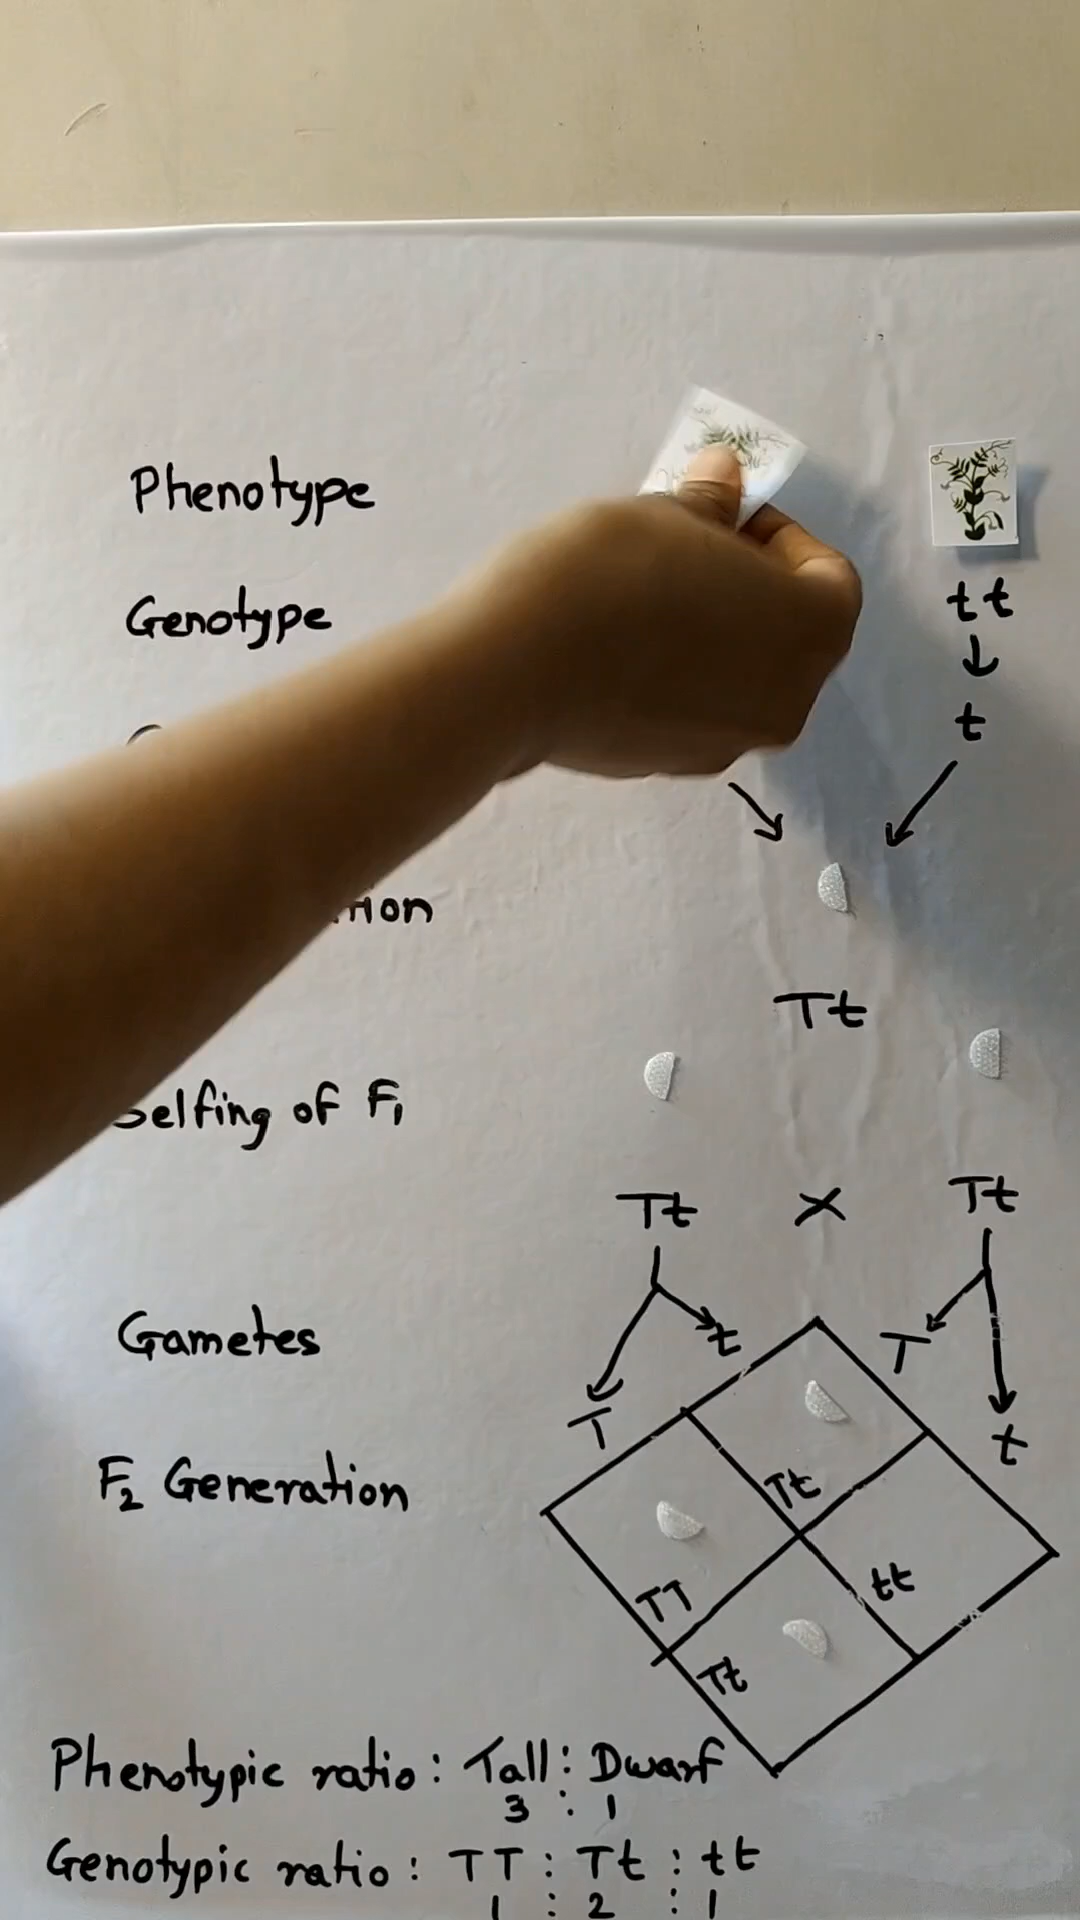 Phenotype
Genotype
tt
t
Tt
Selfing of F₁
Tt × Tt
Gametes
t T
T t
F₂ Generation
Tt
TT tt
Tt
Phenotypic ratio : Tall : Dwarf
3 : 1
Genotypic ratio : TT : Tt : tt
1 : 2 : 1